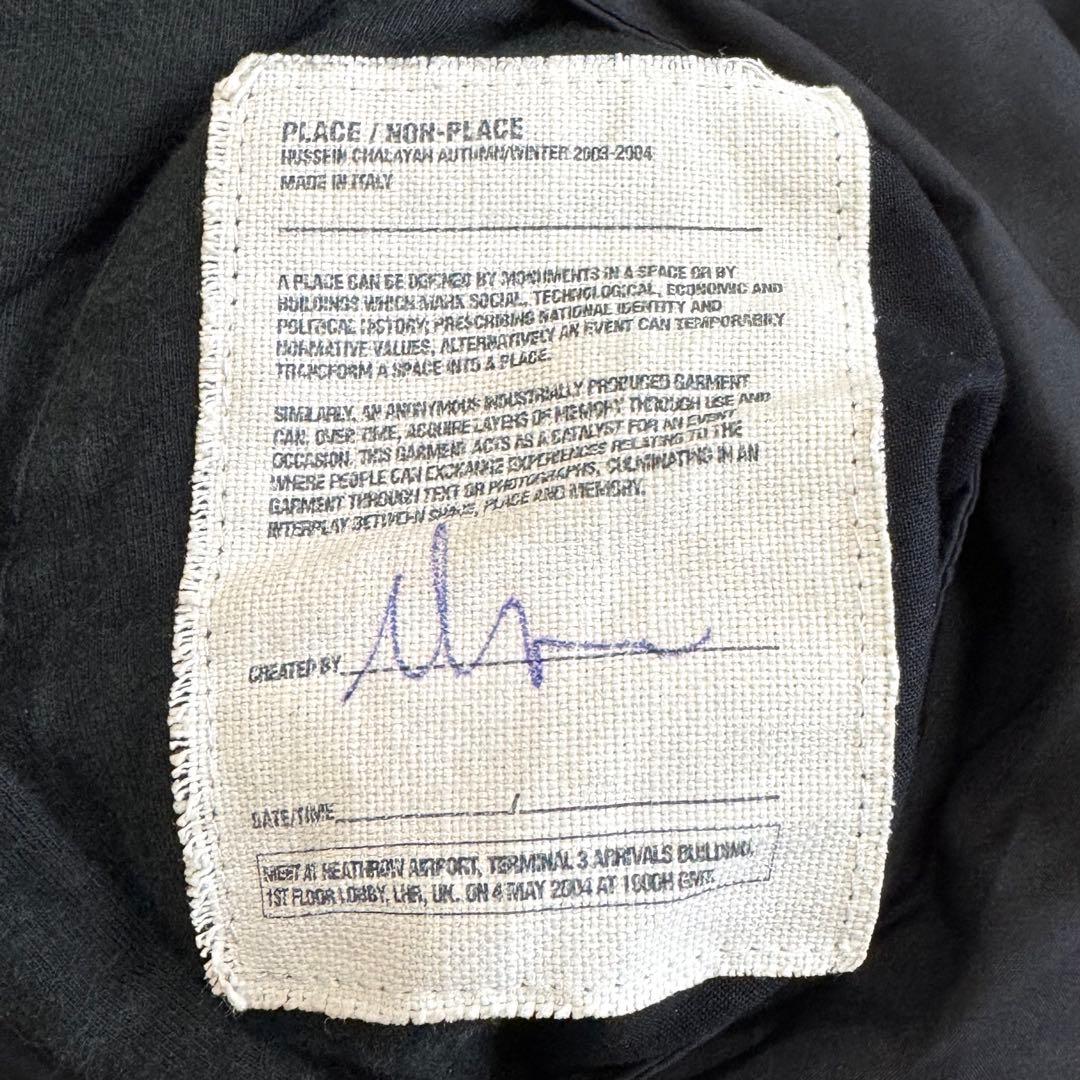 PLACE / NON-PLACE
HUSSEIN CHALAYAN AUTUMN/WINTER 2003-2004
MADE IN ITALY
A PLACE CAN BE DEFINED BY MONUMENTS IN A SPACE OR BY
BUILDINGS WHICH MARK SOCIAL, TECHNOLOGICAL, ECONOMIC AND
POLITICAL HISTORY; PRESCRIBING NATIONAL IDENTITY AND
NORMATIVE VALUES, ALTERNATIVELY AN EVENT CAN TEMPORARILY
TRANSFORM A SPACE INTO A PLACE.
SIMILARLY, AN ANONYMOUS INDUSTRIALLY PRODUCED GARMENT
CAN, OVER TIME, ACQUIRE LAYERS OF MEMORY THROUGH USE AND
OCCASION. THIS GARMENT ACTS AS A CATALYST FOR AN EVENT
WHERE PEOPLE CAN EXCHANGE EXPERIENCES RELATING TO THE
GARMENT THROUGH TEXT OR PHOTOGRAPHS, CULMINATING IN AN
INTERPLAY BETWEEN SPACE, PLACE AND MEMORY.
CREATED BY
DATE/TIME /
MEET AT HEATHROW AIRPORT, TERMINAL 3 ARRIVALS BUILDING,
1ST FLOOR LOBBY, LHR, UK. ON 4 MAY 2004 AT GMT.